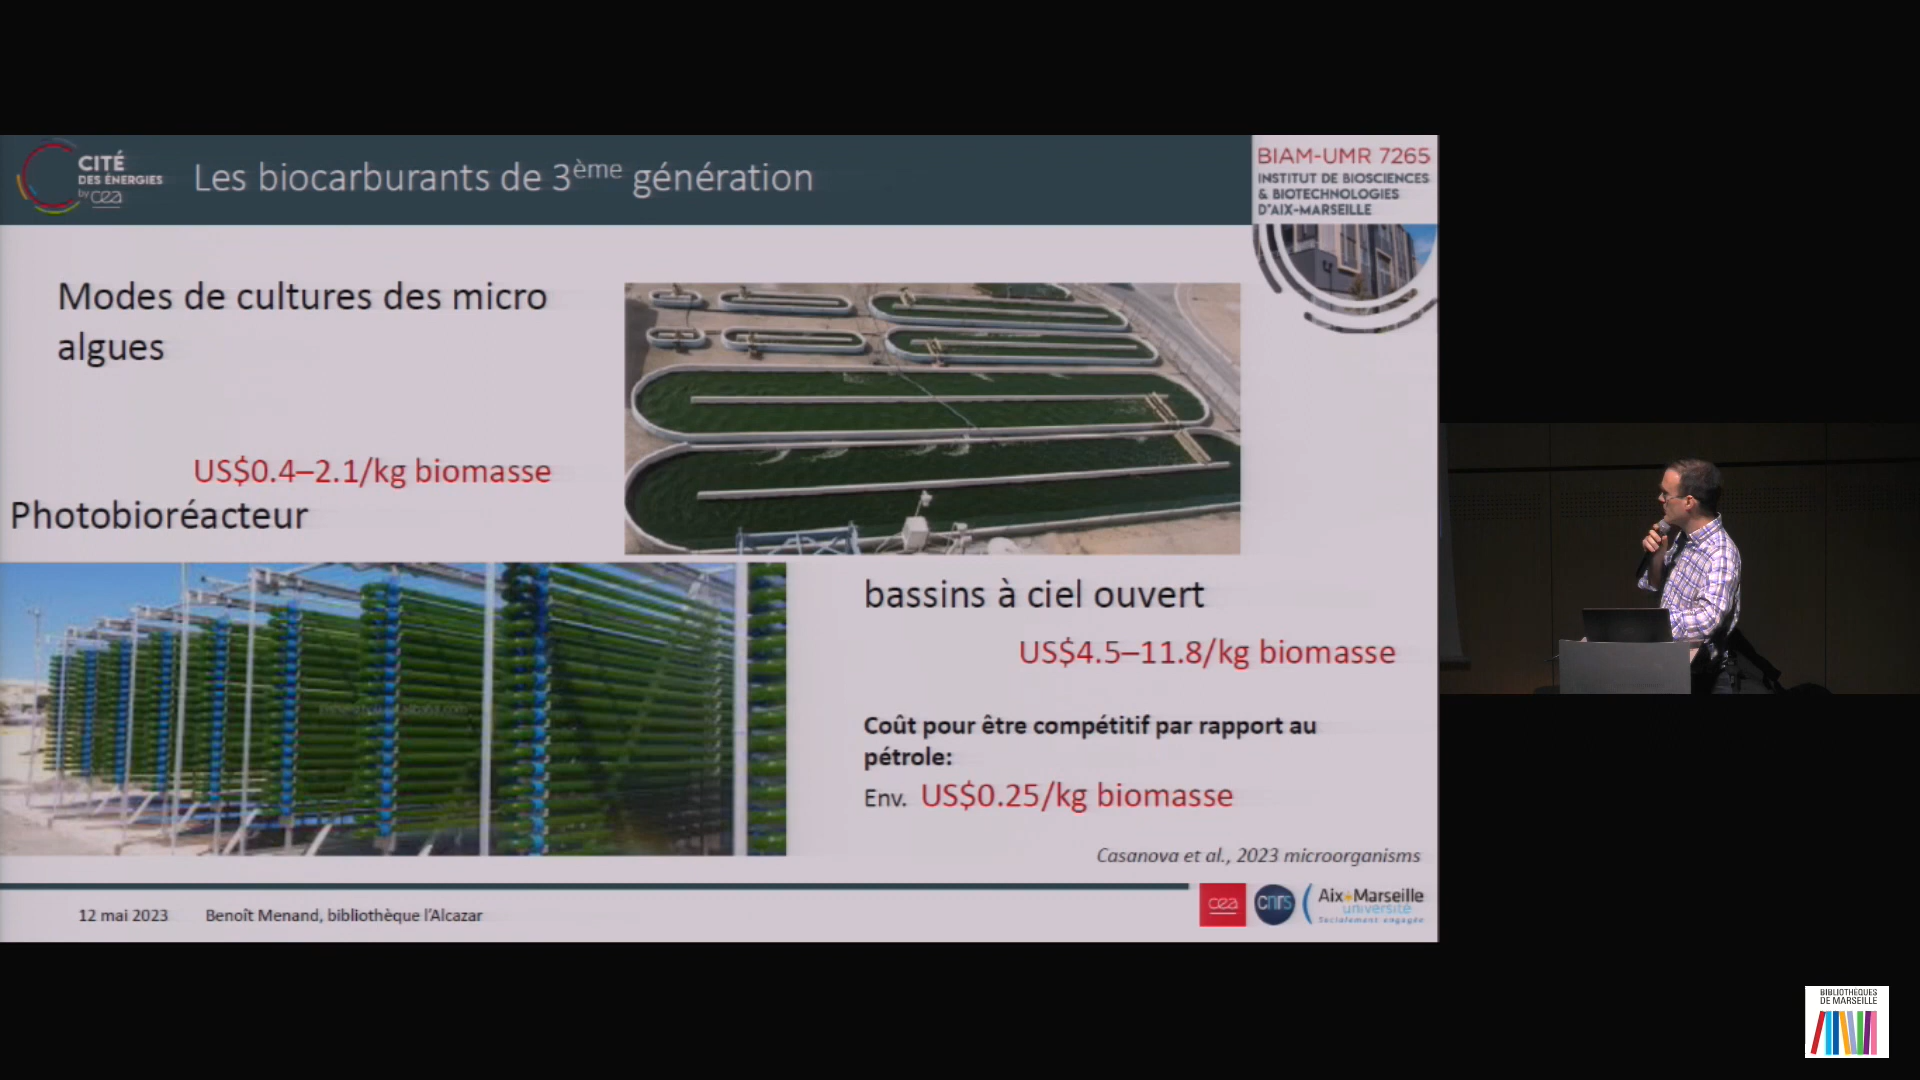 CITÉ
DES ÉNERGIES
by cea
Les biocarburants de 3ème génération
BIAM-UMR 7265
INSTITUT DE BIOSCIENCES
& BIOTECHNOLOGIES
D'AIX-MARSEILLE
Modes de cultures des micro
algues
US$0.4–2.1/kg biomasse
Photobioréacteur
bassins à ciel ouvert
US$4.5–11.8/kg biomasse
Coût pour être compétitif par rapport au
pétrole:
Env. US$0.25/kg biomasse
Casanova et al., 2023 microorganisms
12 mai 2023 Benoît Menand, bibliothèque l'Alcazar
cea
cnrs
Aix Marseille
université
Socialement engagée
BIBLIOTHÈQUES
DE MARSEILLE